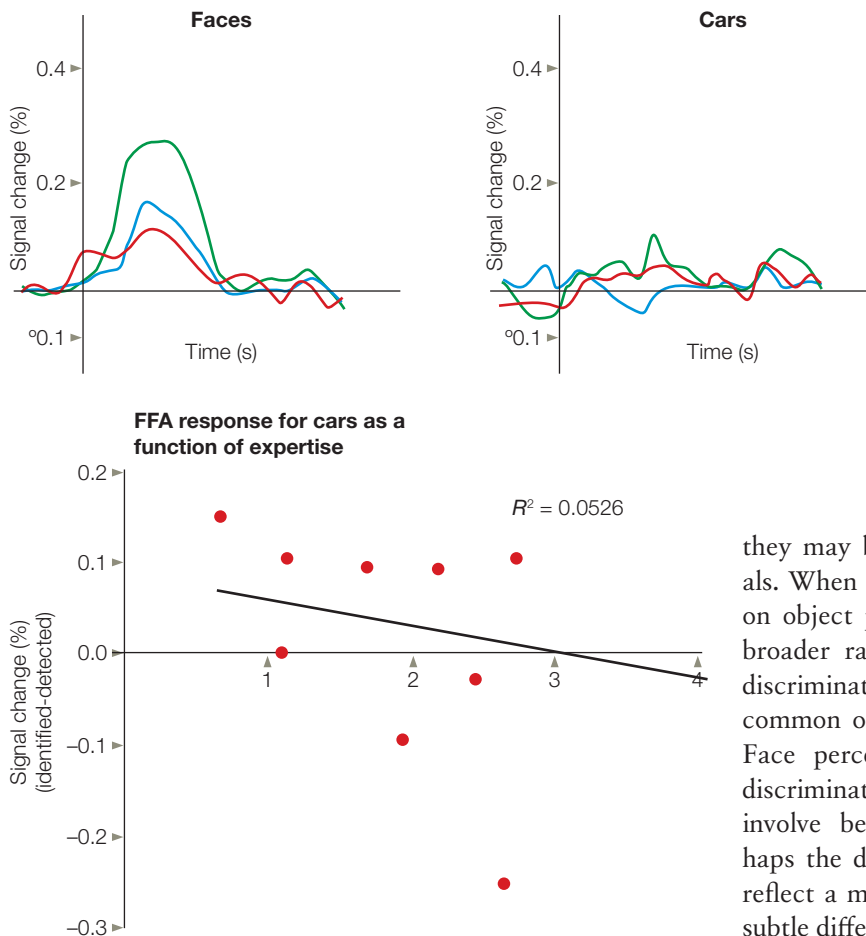 Faces
0.4
0.2
º0.1
Signal change (%)
Time (s)
Cars
0.4
0.2
º0.1
Signal change (%)
Time (s)
FFA response for cars as a
function of expertise
0.2
0.1
0.0
–0.1
–0.2
–0.3
Signal change (%)
(identified-detected)
R² = 0.0526
1
2
3
4
they may b
als. When
on object p
broader ra
discriminat
common o
Face perce
discriminat
involve be
haps the d
reflect a m
subtle diffe